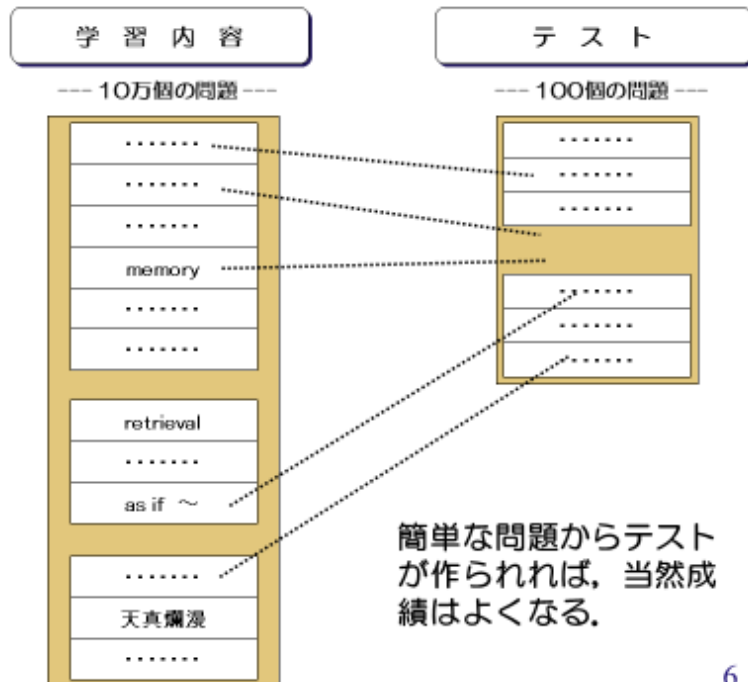 学 習 内 容
テ ス ト
--- 10万個の問題 ---
--- 100個の問題 ---
・・・・・・・
・・・・・・・
・・・・・・・
memory
・・・・・・・
・・・・・・・
retrieval
・・・・・・・
as if ～
・・・・・・・
天真爛漫
・・・・・・・
・・・・・・・
・・・・・・・
・・・・・・・
・・・・・・・
・・・・・・・
・・・・・・・
簡単な問題からテスト
が作られれば，当然成
績はよくなる．
6